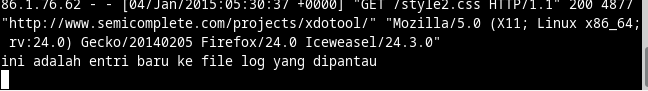 86.1.76.62 - - [04/Jan/2015:05:30:37 +0000] "GET /style2.css HTTP/1.1" 200 4877
"http://www.semicomplete.com/projects/xdotool/" "Mozilla/5.0 (X11; Linux x86_64;
rv:24.0) Gecko/20140205 Firefox/24.0 Iceweasel/24.3.0"
ini adalah entri baru ke file log yang dipantau